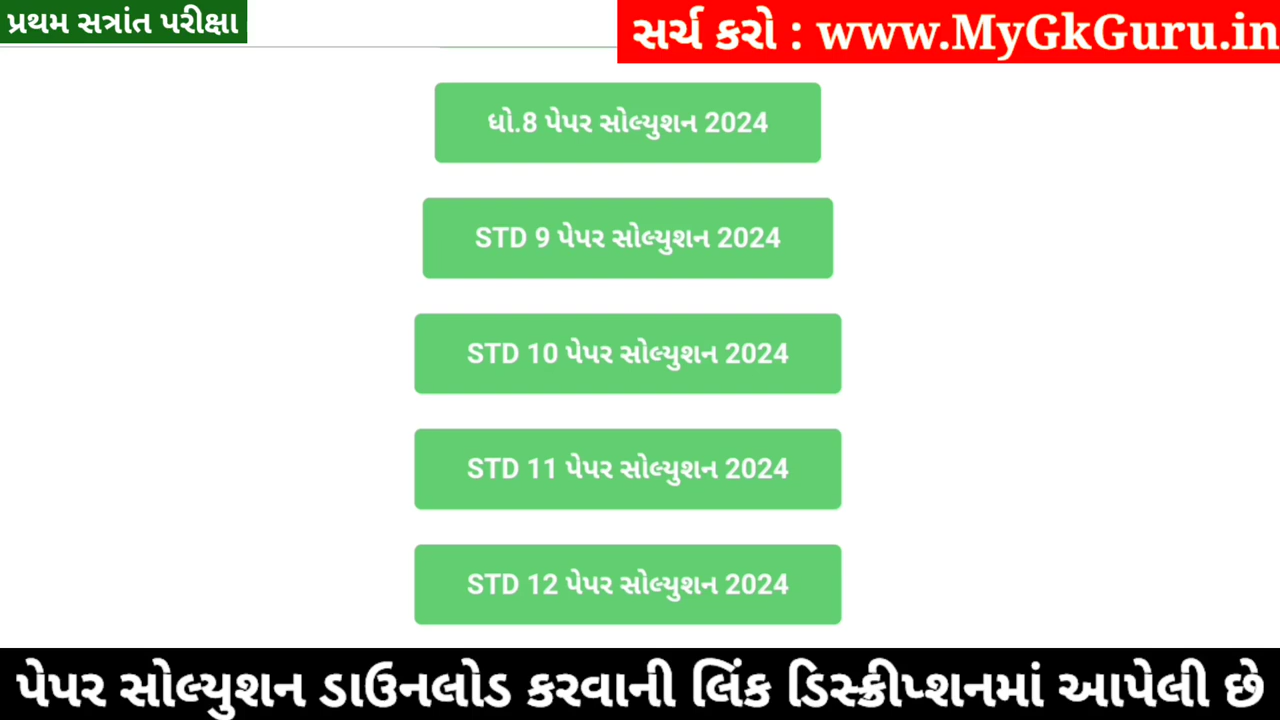 પ્રથમ સત્રાંત પરીક્ષા
સર્ચ કરો : www.MyGkGuru.in
ધો.8 પેપર સોલ્યુશન 2024
STD 9 પેપર સોલ્યુશન 2024
STD 10 પેપર સોલ્યુશન 2024
STD 11 પેપર સોલ્યુશન 2024
STD 12 પેપર સોલ્યુશન 2024
પેપર સોલ્યુશન ડાઉનલોડ કરવાની લિંક ડિસ્ક્રીપ્શનમાં આપેલી છે